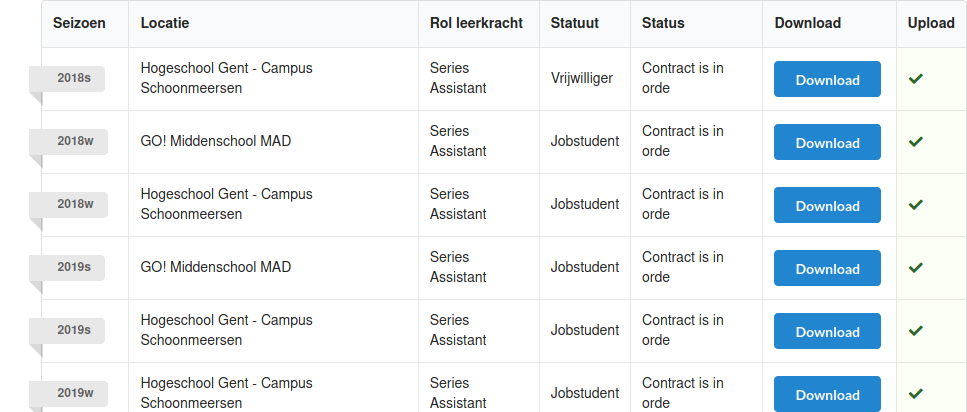 Seizoen Locatie Rol leerkracht Statuut Status Download Upload
2018s Hogeschool Gent - Campus Schoonmeersen Series Assistant Vrijwilliger Contract is in orde Download
2018w GO! Middenschool MAD Series Assistant Jobstudent Contract is in orde Download
2018w Hogeschool Gent - Campus Schoonmeersen Series Assistant Jobstudent Contract is in orde Download
2019s GO! Middenschool MAD Series Assistant Jobstudent Contract is in orde Download
2019s Hogeschool Gent - Campus Schoonmeersen Series Assistant Jobstudent Contract is in orde Download
2019w Hogeschool Gent - Campus Schoonmeersen Series Assistant Jobstudent Contract is in orde Download